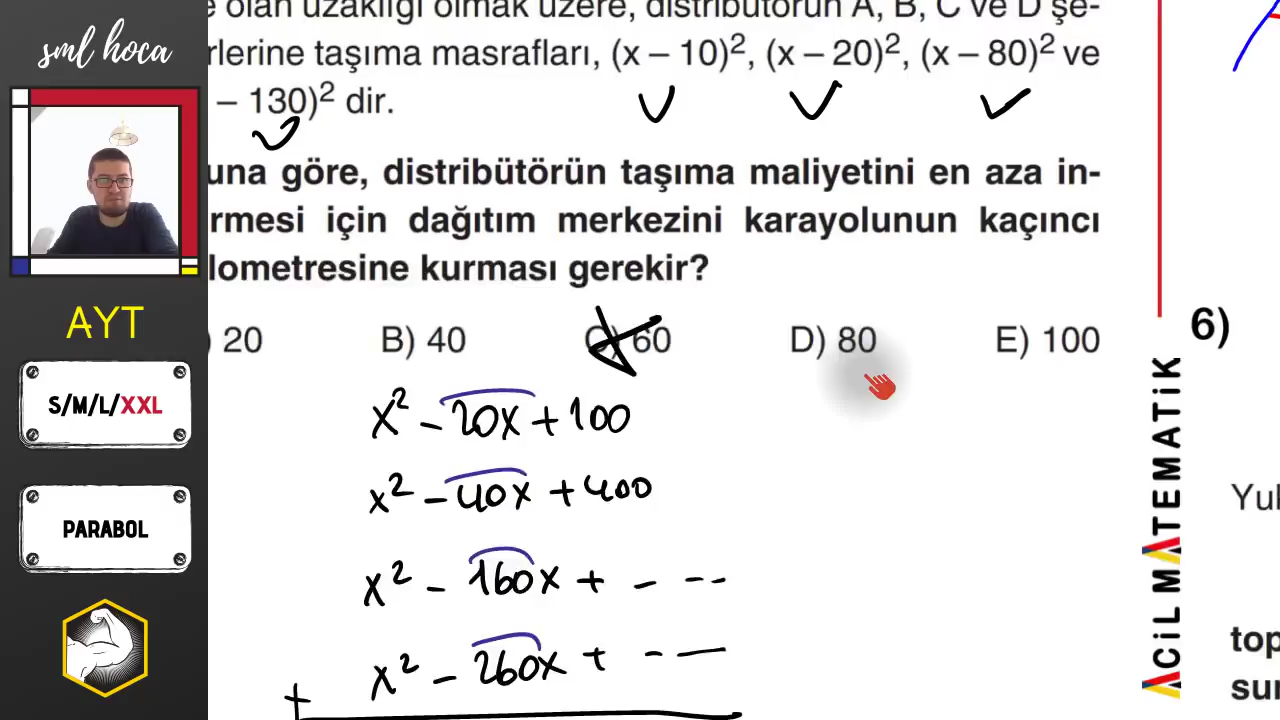 sml hoca
AYT
S/M/L/XXL
PARABOL
olan uzaklığı olmak üzere, distribütörün A, B, C ve D şe-
rlerine taşıma masrafları, (x – 10)², (x – 20)², (x – 80)² ve
– 130)² dir.
una göre, distribütörün taşıma maliyetini en aza in-
rmesi için dağıtım merkezini karayolunun kaçıncı
lometresine kurması gerekir?
) 20 B) 40 C) 60 D) 80 E) 100
x² – 20x + 100
x² – 40x + 400
x² – 160x + – – –
x² – 260x + – —
+
ACİL MATEMATİK
6)
Yul
top
sur